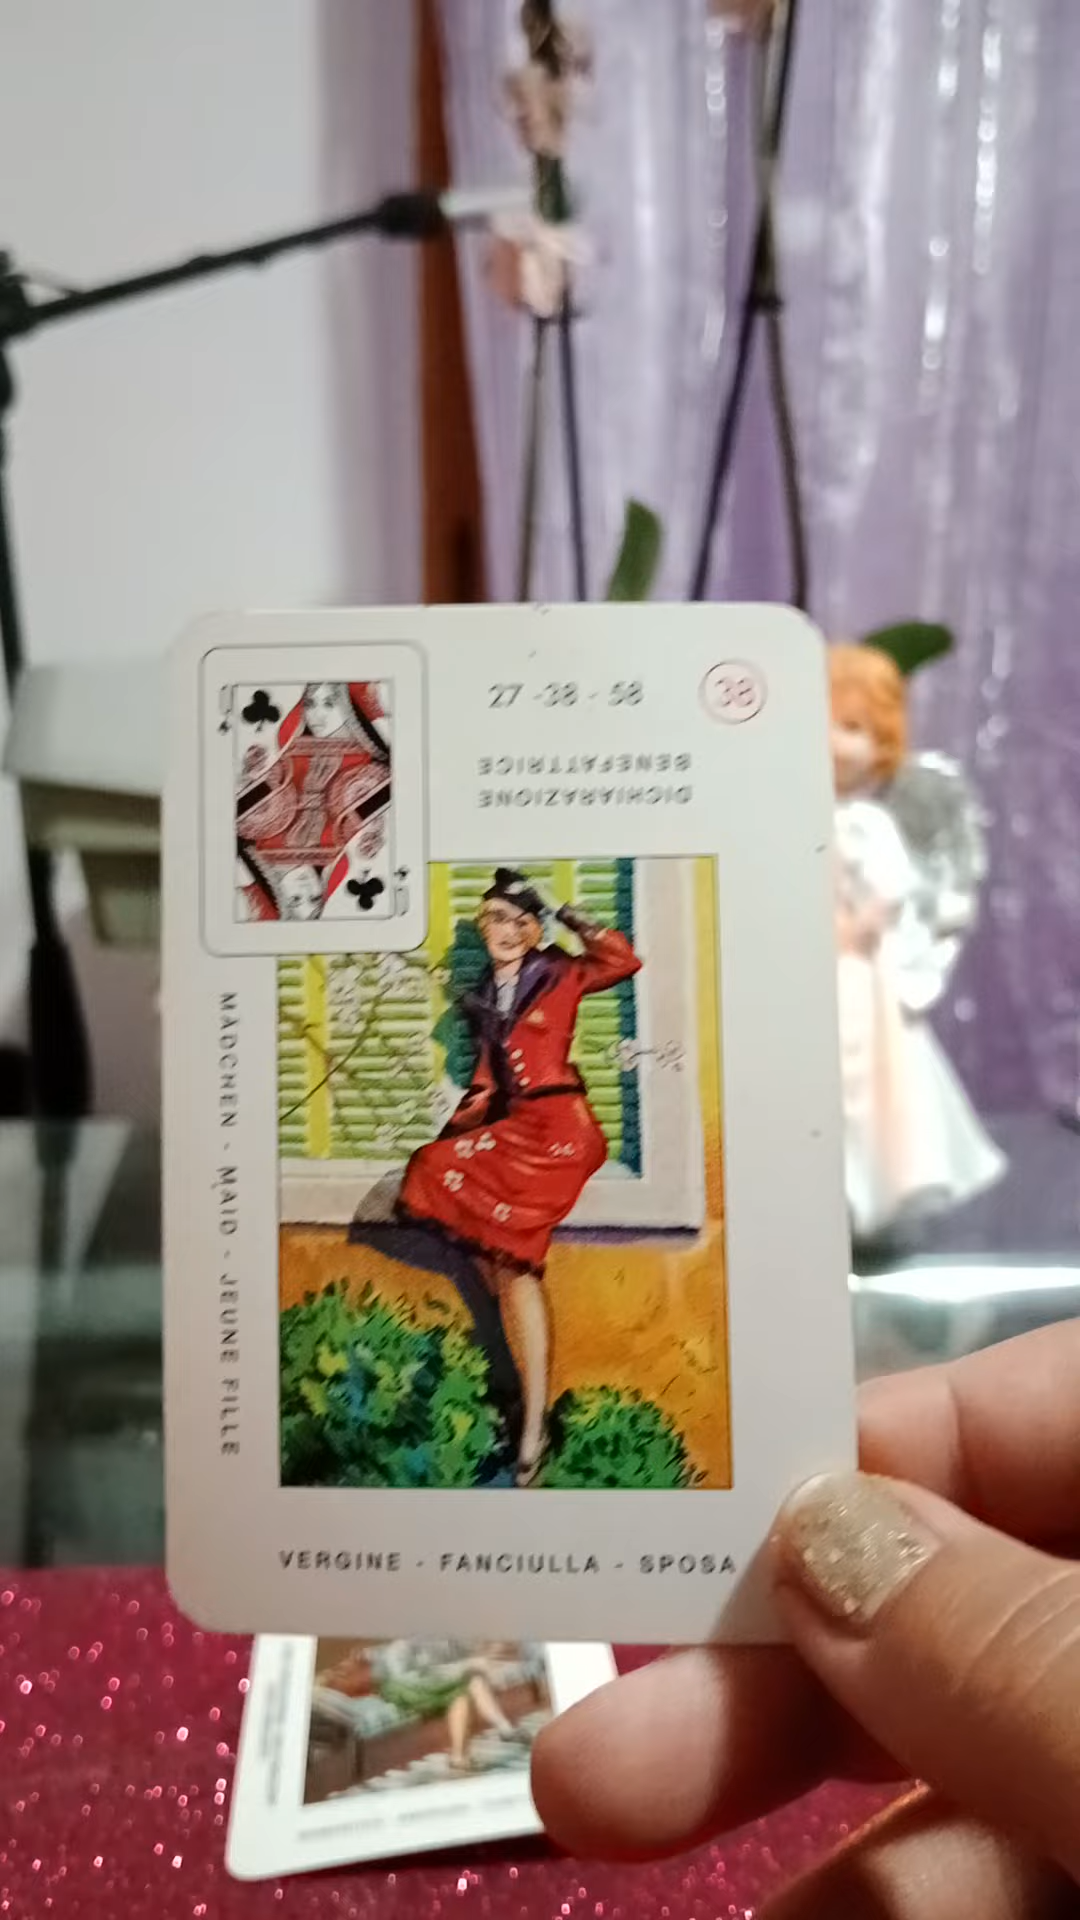 27 -38 - 58
38
BENEFATTRICE
DICHIARAZIONE
MÄDCHEN - MAID - JEUNE FILLE
VERGINE - FANCIULLA - SPOSA